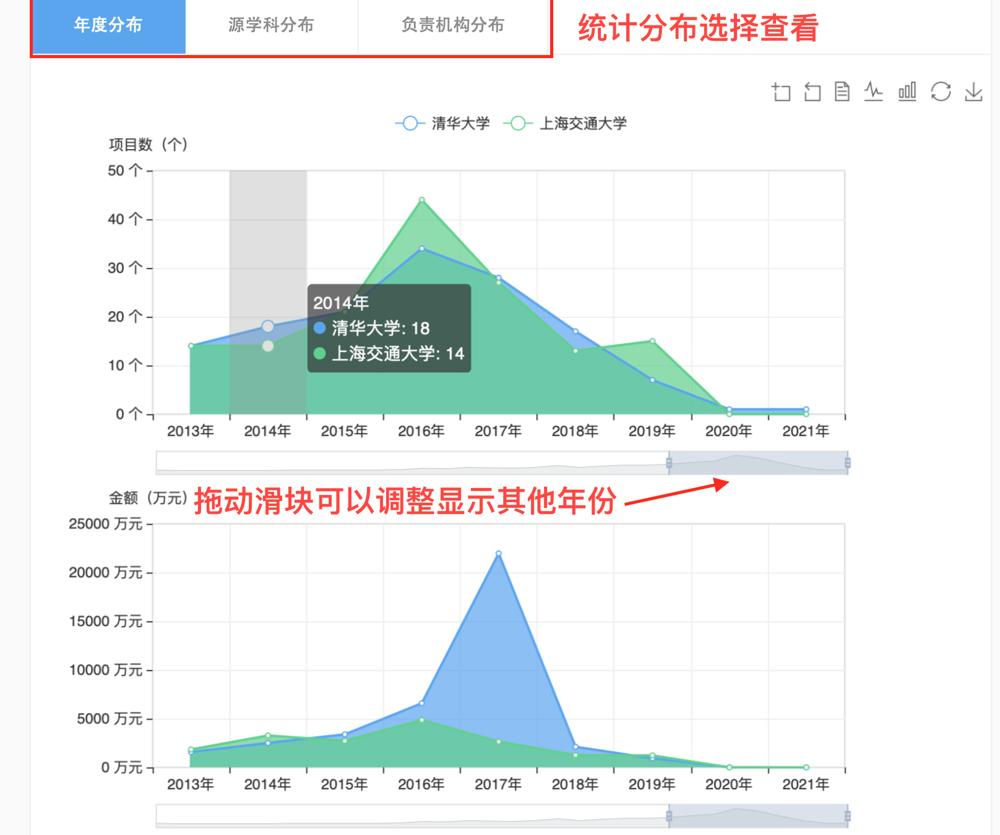 年度分布 源学科分布 负责机构分布 统计分布选择查看
清华大学 上海交通大学
项目数（个）
50 个
40 个
30 个
20 个
10 个
0 个
2014年
清华大学: 18
上海交通大学: 14
2013年 2014年 2015年 2016年 2017年 2018年 2019年 2020年 2021年
金额（万元） 拖动滑块可以调整显示其他年份
25000 万元
20000 万元
15000 万元
10000 万元
5000 万元
0 万元
2013年 2014年 2015年 2016年 2017年 2018年 2019年 2020年 2021年